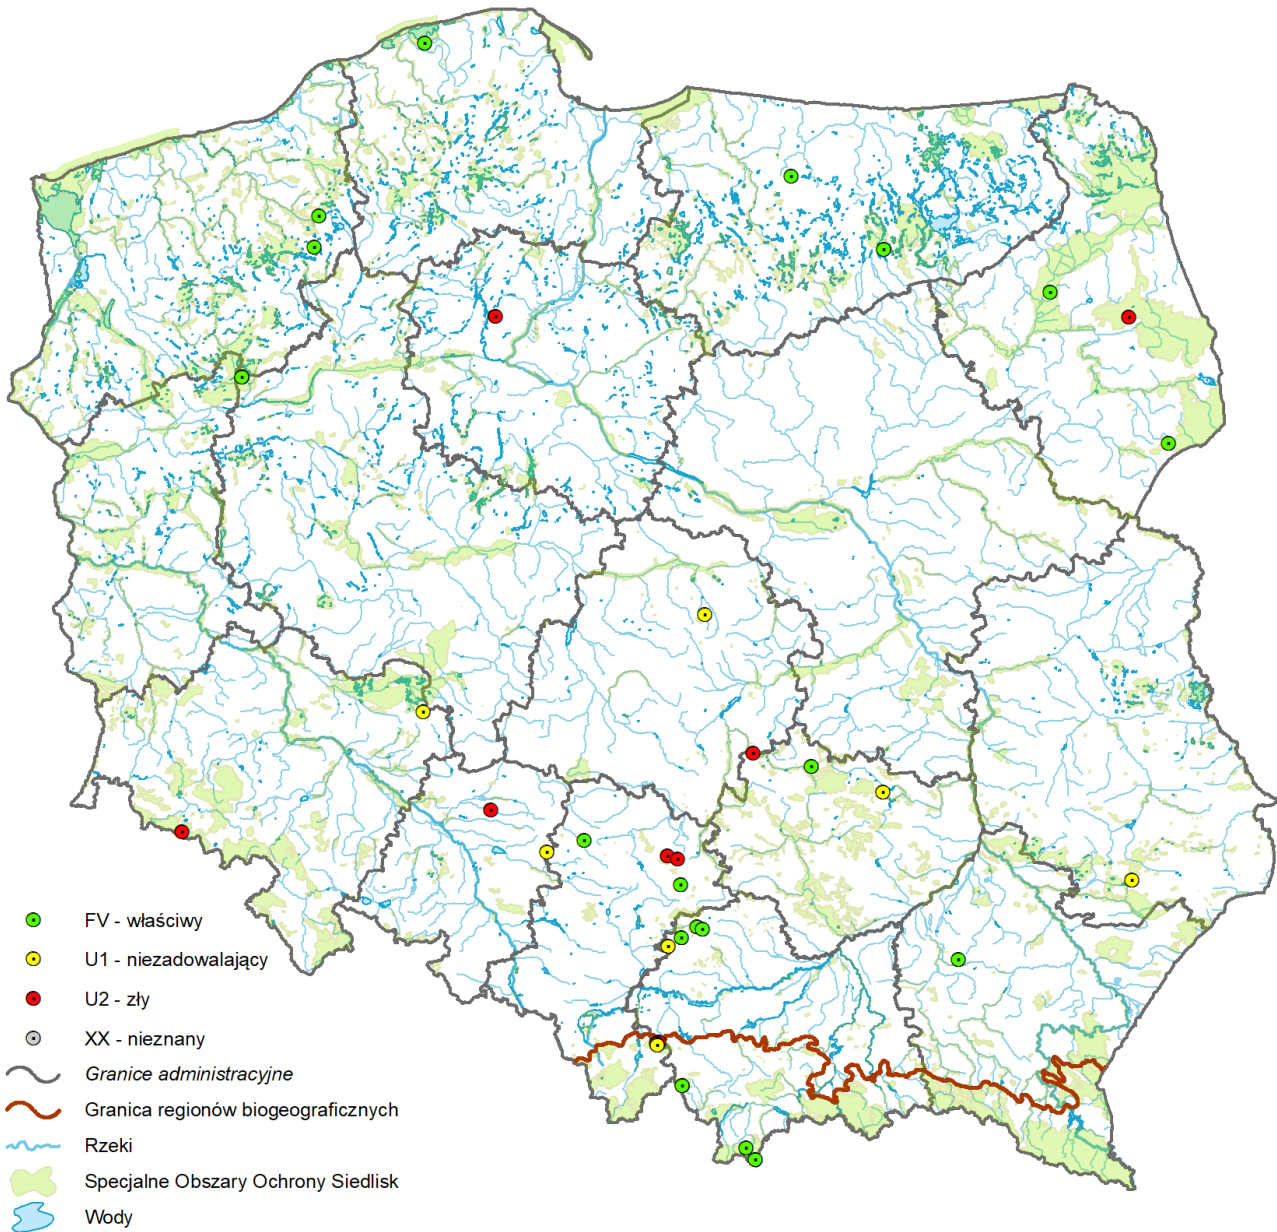 FV - właściwy
U1 - niezadowalający
U2 - zły
XX - nieznany
Granice administracyjne
Granica regionów biogeograficznych
Rzeki
Specjalne Obszary Ochrony Siedlisk
Wody